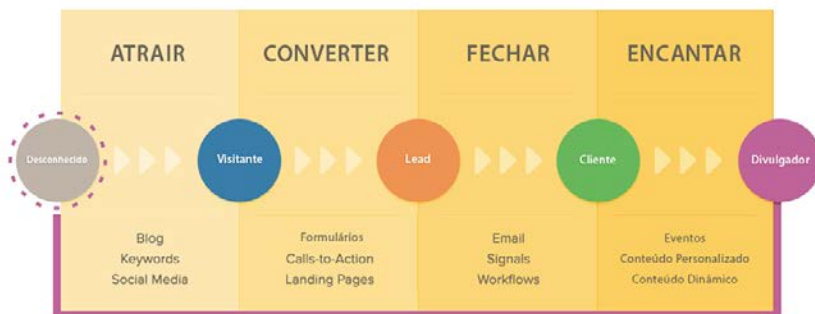 ATRAIR
CONVERTER
FECHAR
ENCANTAR
Desconhecido
Visitante
Lead
Cliente
Divulgador
Blog
Keywords
Social Media
Formulários
Calls-to-Action
Landing Pages
Email
Signals
Workflows
Eventos
Conteúdo Personalizado
Conteúdo Dinámico